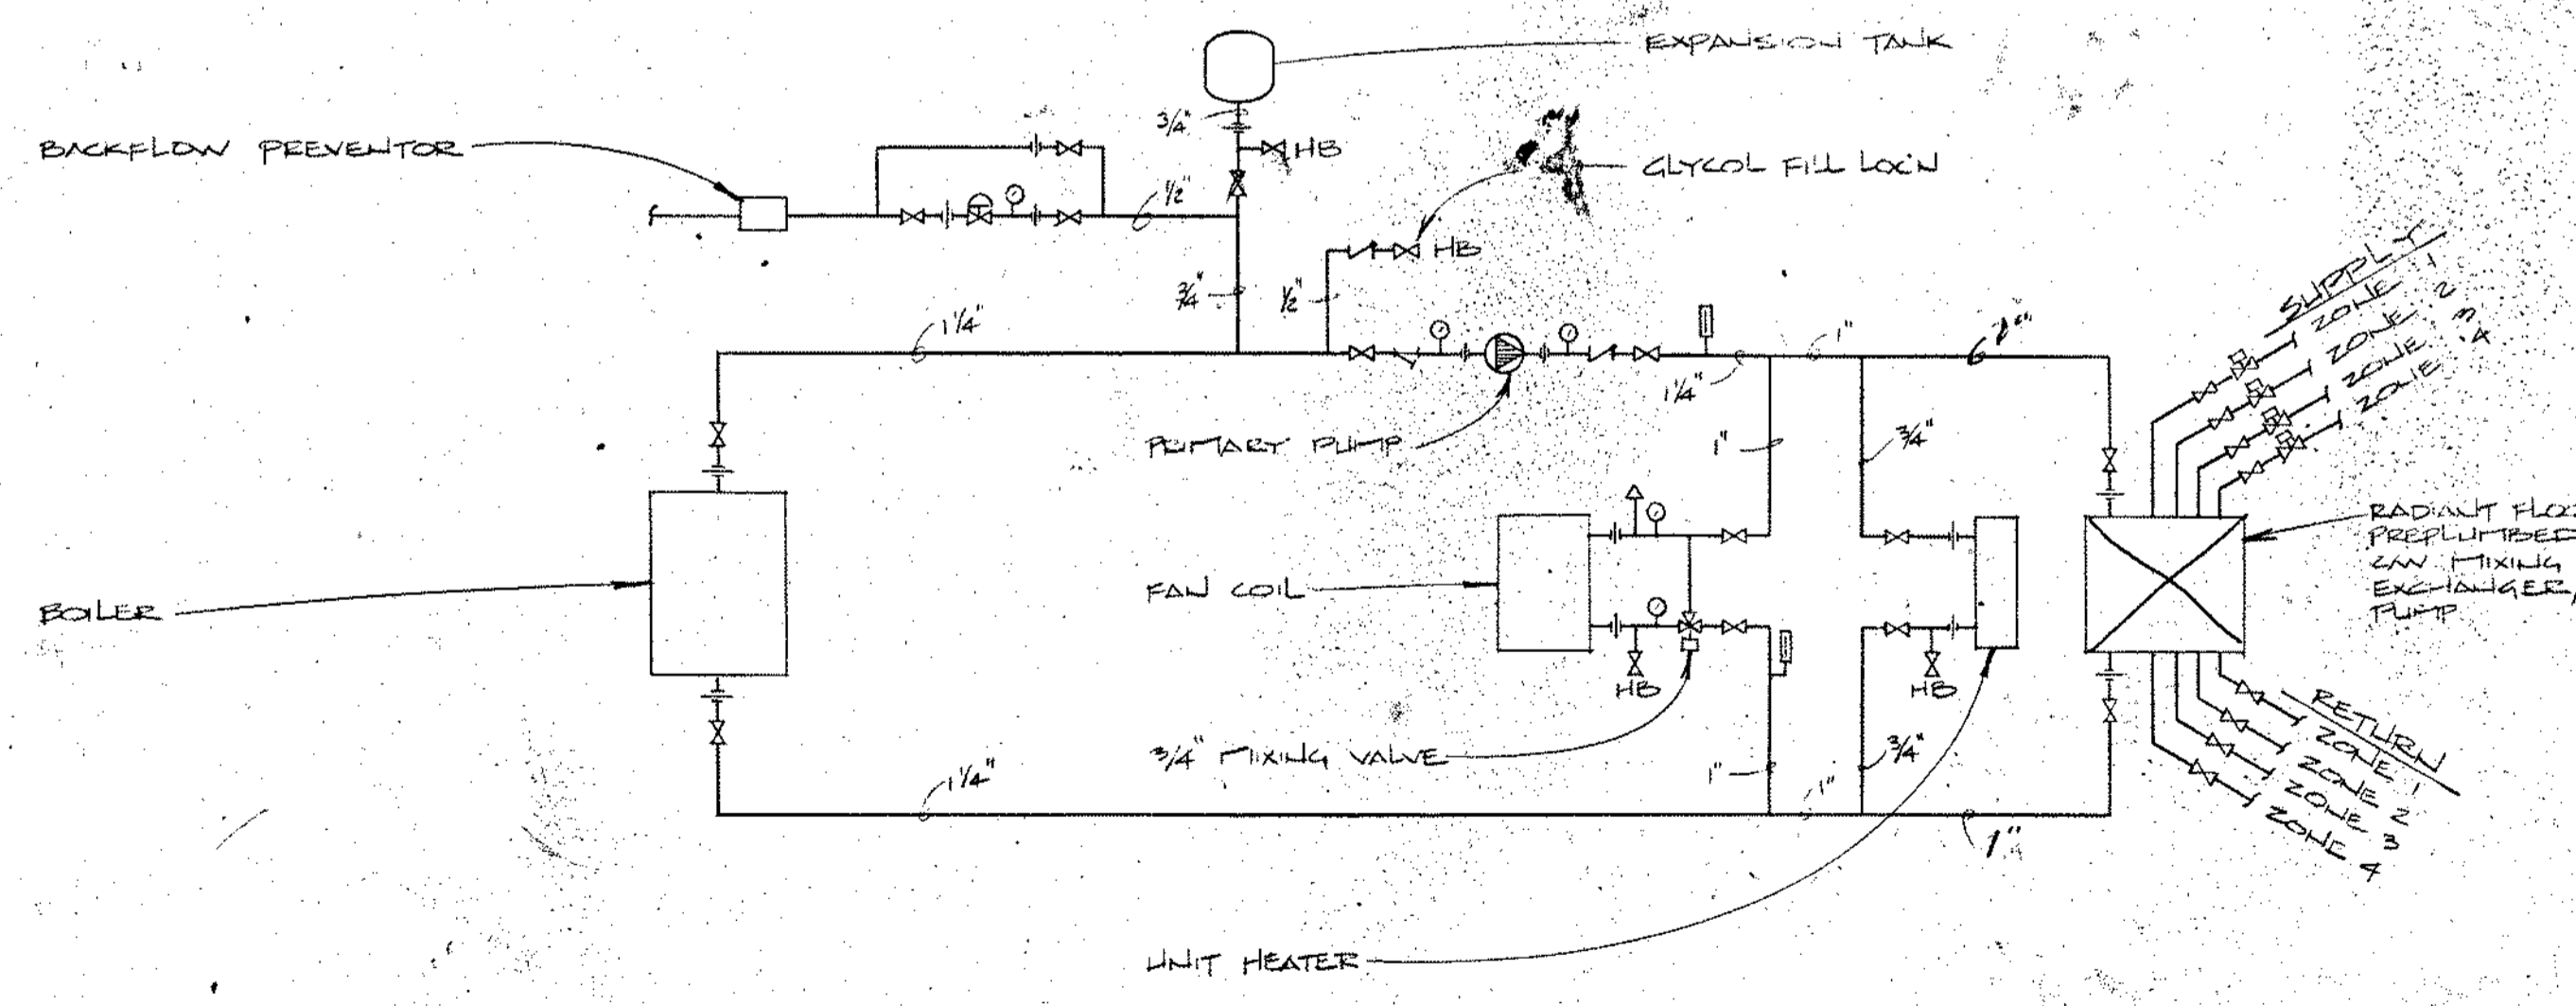 EXPANSION TANK
3/4"
BACKFLOW PREVENTOR
HB
GLYCOL FILL LOC'N
1/2"
HB
SUPPLY
ZONE 1
ZONE 2
ZONE 3
ZONE 4
3/4"
1/2"
1 1/4"
1"
1"
1 1/4"
PRIMARY PUMP
1"
3/4"
RADIANT FLOO
PREPLUMBED
C/W MIXING
EXCHANGER,
PUMP
FAN COIL
BOILER
HB
HB
RETURN
ZONE 1
ZONE 2
ZONE 3
ZONE 4
3/4" MIXING VALVE
1"
3/4"
1 1/4"
1"
1"
UNIT HEATER